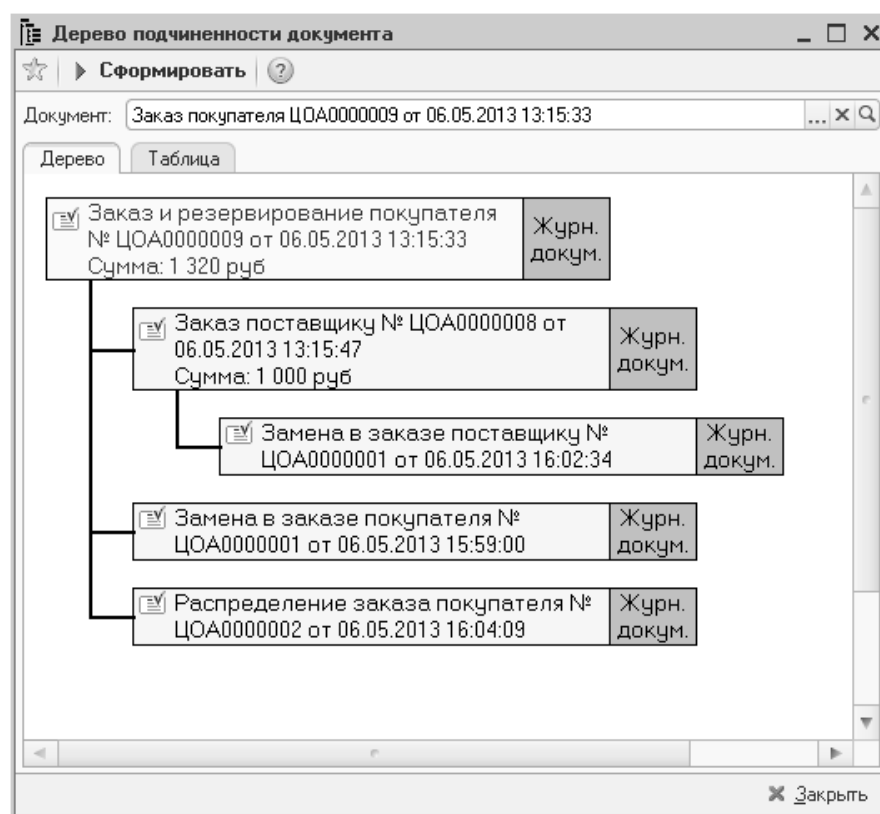 Дерево подчиненности документа
Сформировать
Документ: Заказ покупателя ЦОА0000009 от 06.05.2013 13:15:33 ...
Дерево Таблица
Заказ и резервирование покупателя
№ ЦОА0000009 от 06.05.2013 13:15:33
Сумма: 1 320 руб
Журн.
докум.
Заказ поставщику № ЦОА0000008 от
06.05.2013 13:15:47
Сумма: 1 000 руб
Журн.
докум.
Замена в заказе поставщику №
ЦОА0000001 от 06.05.2013 16:02:34
Журн.
докум.
Замена в заказе покупателя №
ЦОА0000001 от 06.05.2013 15:59:00
Журн.
докум.
Распределение заказа покупателя №
ЦОА0000002 от 06.05.2013 16:04:09
Журн.
докум.
Закрыть